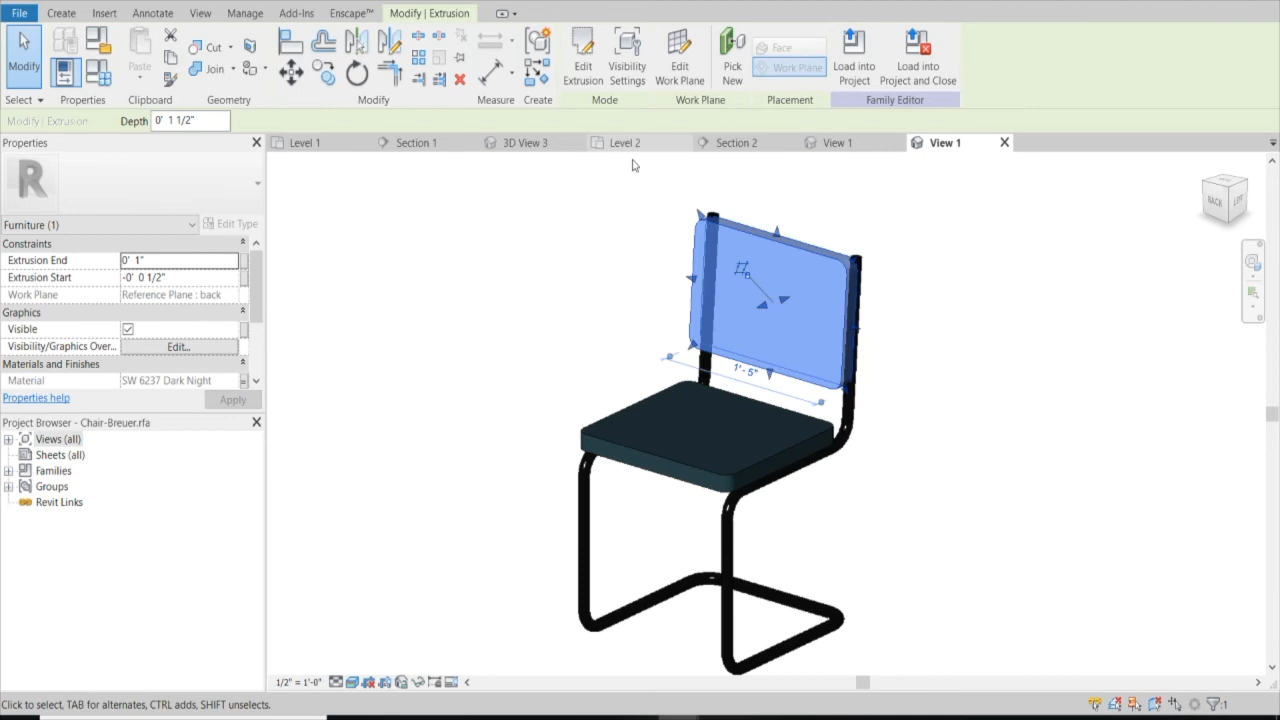 File Create Insert Annotate View Manage Add-Ins Enscape™ Modify | Extrusion
Modify Paste Cut Join Edit Extrusion Visibility Settings Edit Work Plane Pick New Face Work Plane Load into Project Load into Project and Close
Select Properties Clipboard Geometry Modify Measure Create Mode Work Plane Placement Family Editor
Modify | Extrusion Depth 0' 1 1/2"
Properties
Level 1 Section 1 3D View 3 Level 2 Section 2 View 1 View 1
R
BACK LEFT
Furniture (1) Edit Type
Constraints
Extrusion End 0' 1"
Extrusion Start -0' 0 1/2"
Work Plane Reference Plane : back
Graphics
Visible
Visibility/Graphics Over... Edit...
Materials and Finishes
Material SW 6237 Dark Night
Properties help Apply
1' - 5"
Project Browser - Chair-Breuer.rfa
Views (all)
Sheets (all)
Families
Groups
Revit Links
1/2" = 1'-0"
Click to select, TAB for alternates, CTRL adds, SHIFT unselects. :1